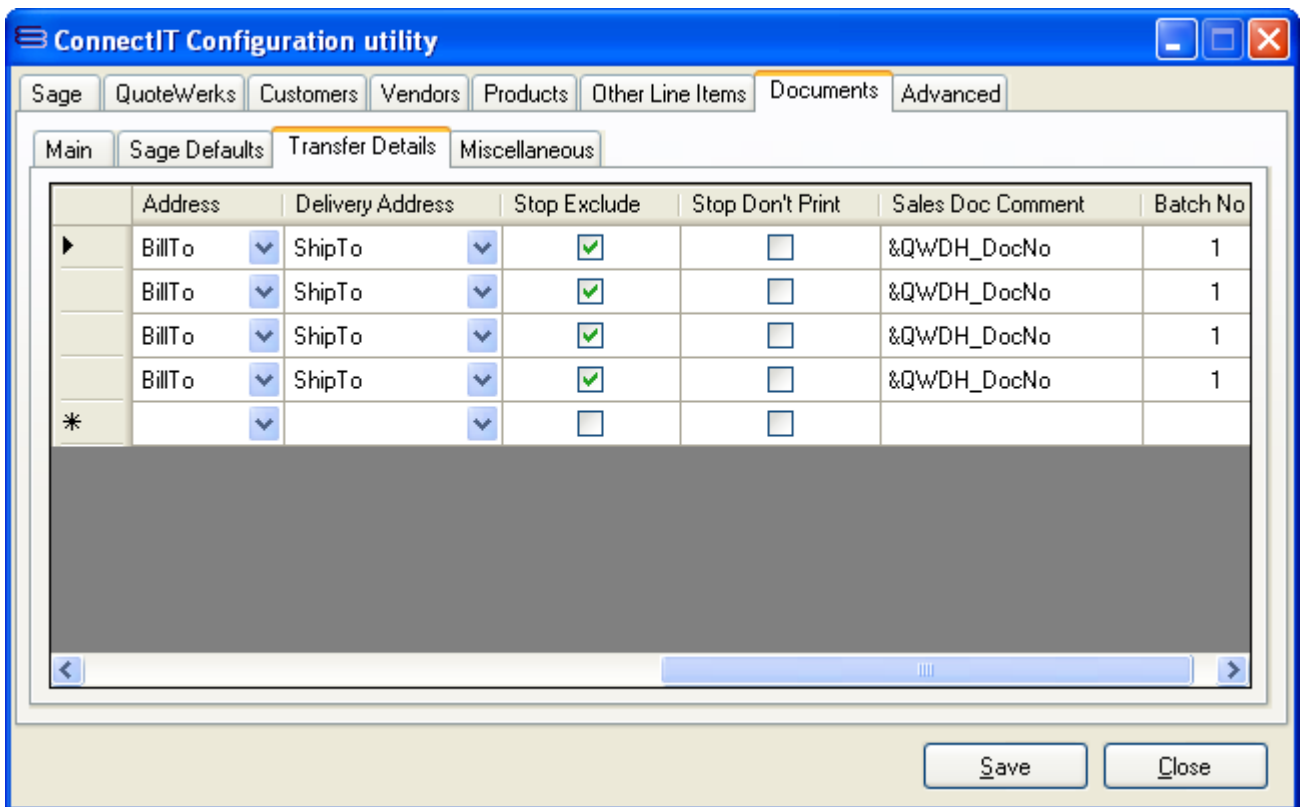 ConnectIT Configuration utility
Sage QuoteWerks Customers Vendors Products Other Line Items Documents Advanced
Main Sage Defaults Transfer Details Miscellaneous
Address Delivery Address Stop Exclude Stop Don't Print Sales Doc Comment Batch No
BillTo ShipTo &QWDH_DocNo 1
BillTo ShipTo &QWDH_DocNo 1
BillTo ShipTo &QWDH_DocNo 1
BillTo ShipTo &QWDH_DocNo 1
Save Close